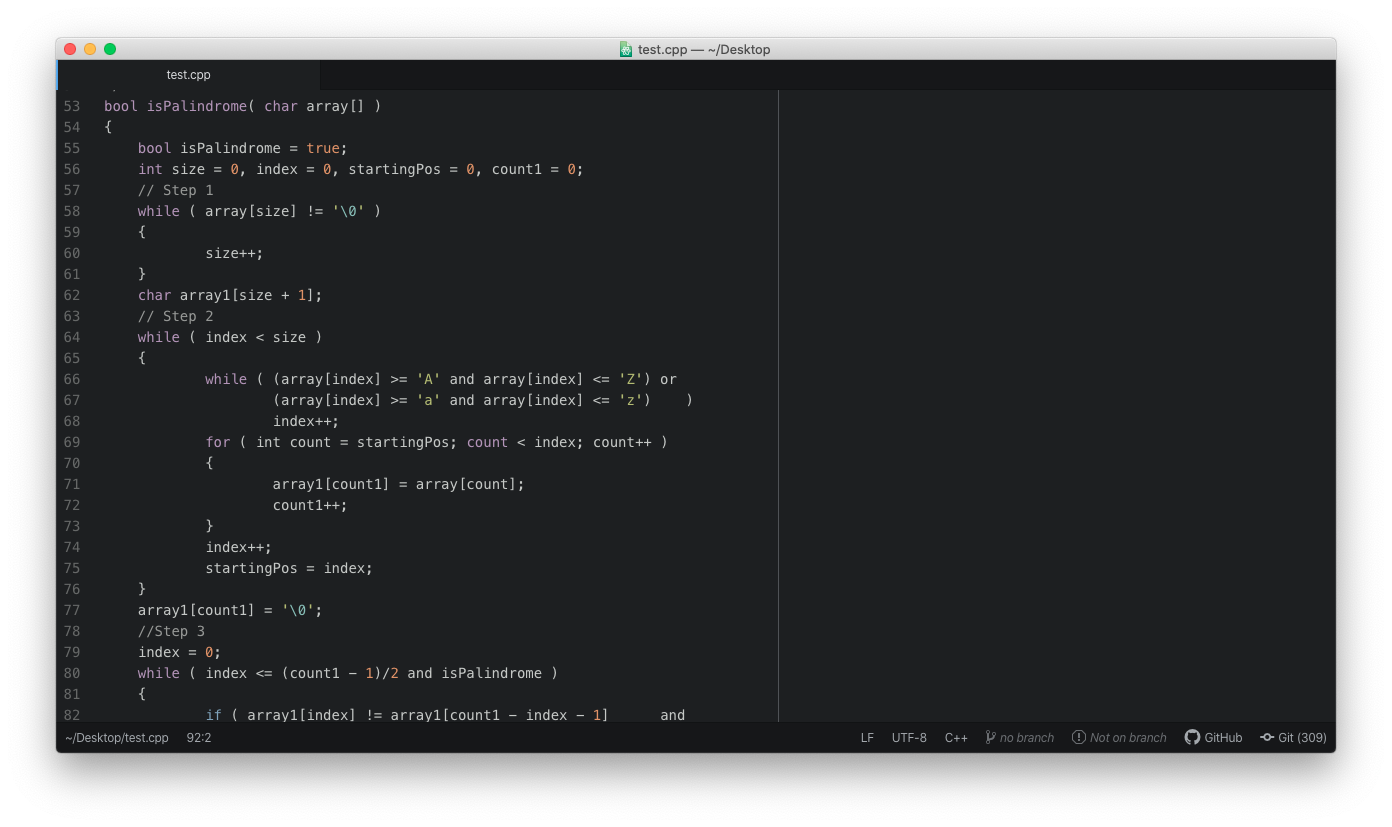 test.cpp — ~/Desktop
test.cpp
53 bool isPalindrome( char array[] )
54 {
55     bool isPalindrome = true;
56     int size = 0, index = 0, startingPos = 0, count1 = 0;
57     // Step 1
58     while ( array[size] != '\0' )
59     {
60             size++;
61     }
62     char array1[size + 1];
63     // Step 2
64     while ( index < size )
65     {
66             while ( (array[index] >= 'A' and array[index] <= 'Z') or
67                     (array[index] >= 'a' and array[index] <= 'z')    )
68                     index++;
69             for ( int count = startingPos; count < index; count++ )
70             {
71                     array1[count1] = array[count];
72                     count1++;
73             }
74             index++;
75             startingPos = index;
76     }
77     array1[count1] = '\0';
78     //Step 3
79     index = 0;
80     while ( index <= (count1 − 1)/2 and isPalindrome )
81     {
82             if ( array1[index] != array1[count1 − index − 1]      and
~/Desktop/test.cpp 92:2 LF UTF-8 C++ no branch Not on branch GitHub Git (309)